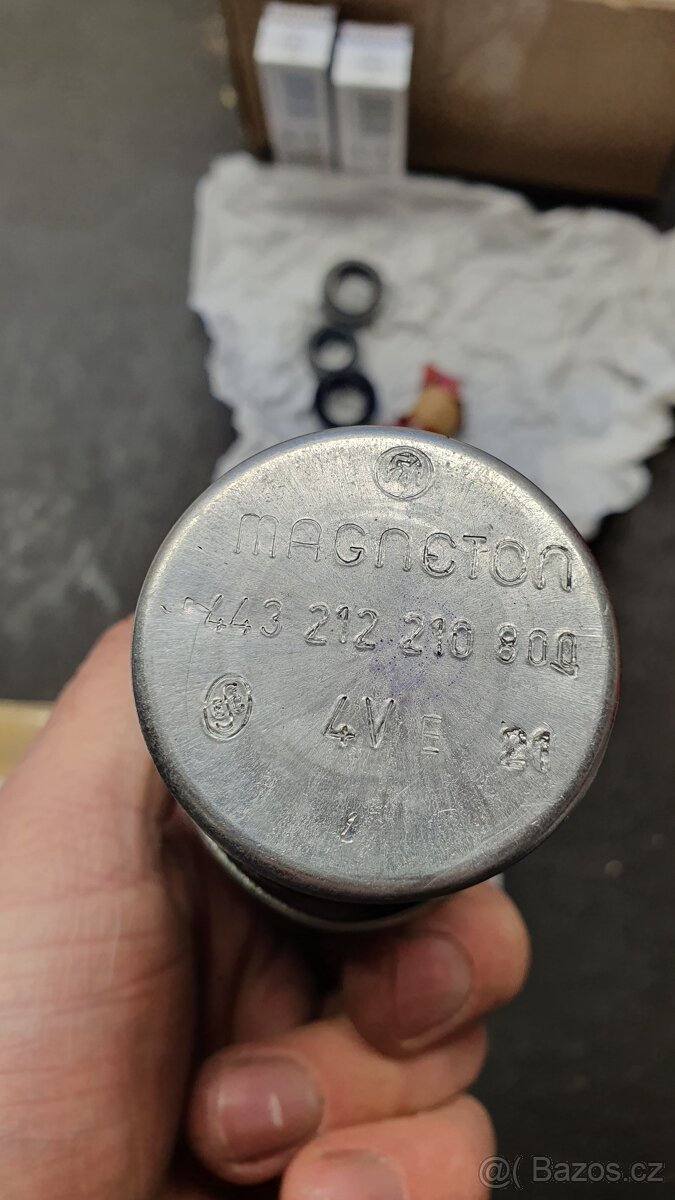 MAGNETON
443 212 210 800
4V E 21
@( Bazos.cz